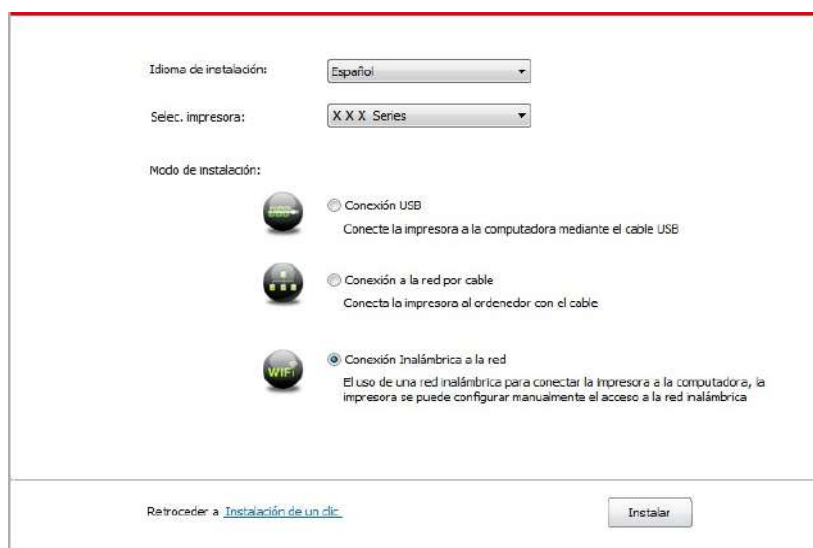 Idioma de instalación:
Español
Selec. impresora:
X X X Series
Modo de instalación:
Conexión USB
Conecte la impresora a la computadora mediante el cable USB
Conexión a la red por cable
Conecta la impresora al ordenedor con el cable
WiFi
Conexión Inalámbrica a la red
El uso de una red inalámbrica para conectar la impresora a la computadora, la
impresora se puede configurar manualmente el acceso a la red inalámbrica
Retroceder a Instalación de un clic
Instalar